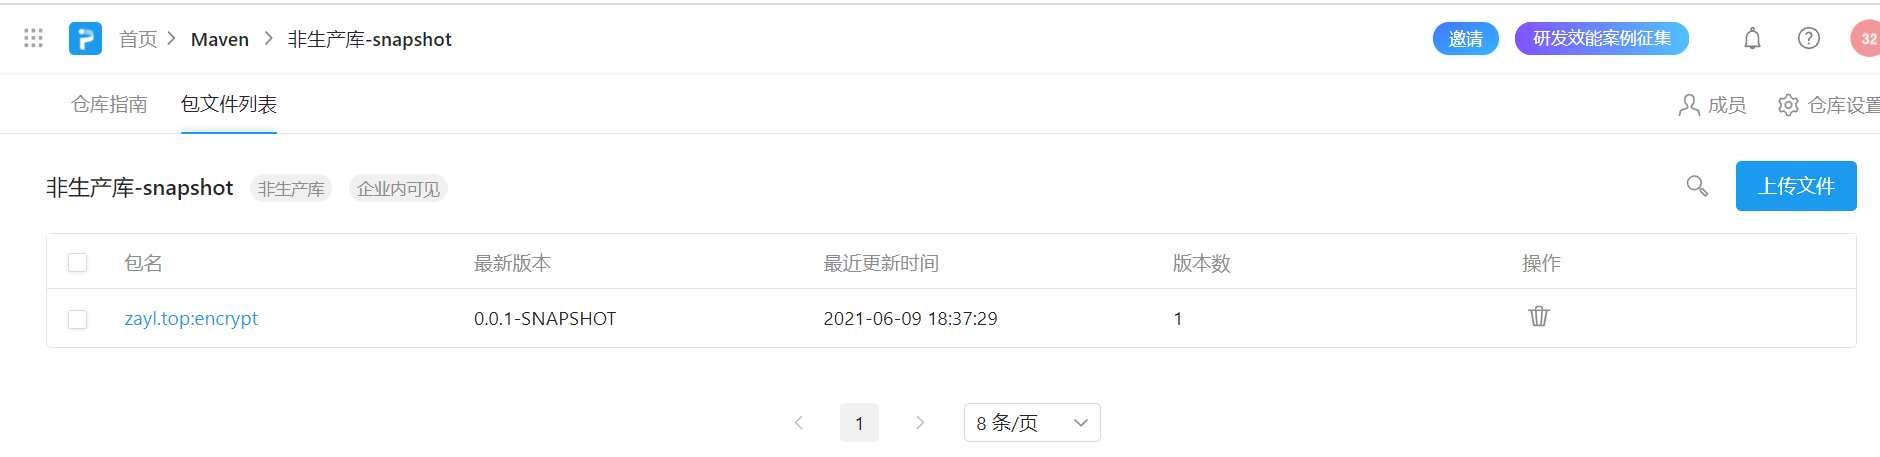 首页 > Maven > 非生产库-snapshot 邀请 研发效能案例征集 32
仓库指南 包文件列表 成员 仓库设置
非生产库-snapshot 非生产库 企业内可见 上传文件
包名 最新版本 最近更新时间 版本数 操作
zayl.top:encrypt 0.0.1-SNAPSHOT 2021-06-09 18:37:29 1
1 8 条/页